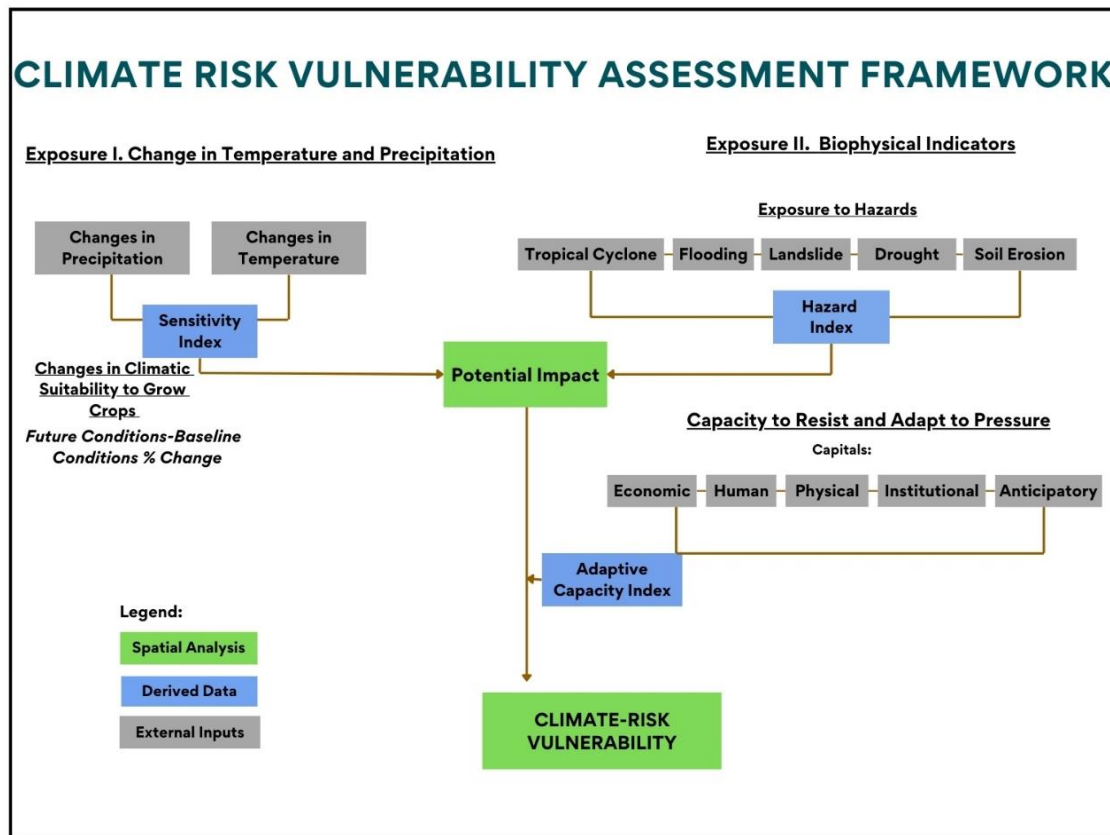 CLIMATE RISK VULNERABILITY ASSESSMENT FRAMEWORK
Exposure I. Change in Temperature and Precipitation
Changes in
Precipitation
Changes in
Temperature
Sensitivity
Index
Changes in Climatic
Suitability to Grow
Crops
Future Conditions-Baseline
Conditions % Change
Exposure II. Biophysical Indicators
Exposure to Hazards
Tropical Cyclone
Flooding
Landslide
Drought
Soil Erosion
Hazard
Index
Potential Impact
Capacity to Resist and Adapt to Pressure
Capitals:
Economic
Human
Physical
Institutional
Anticipatory
Adaptive
Capacity Index
Legend:
Spatial Analysis
Derived Data
External Inputs
CLIMATE-RISK
VULNERABILITY